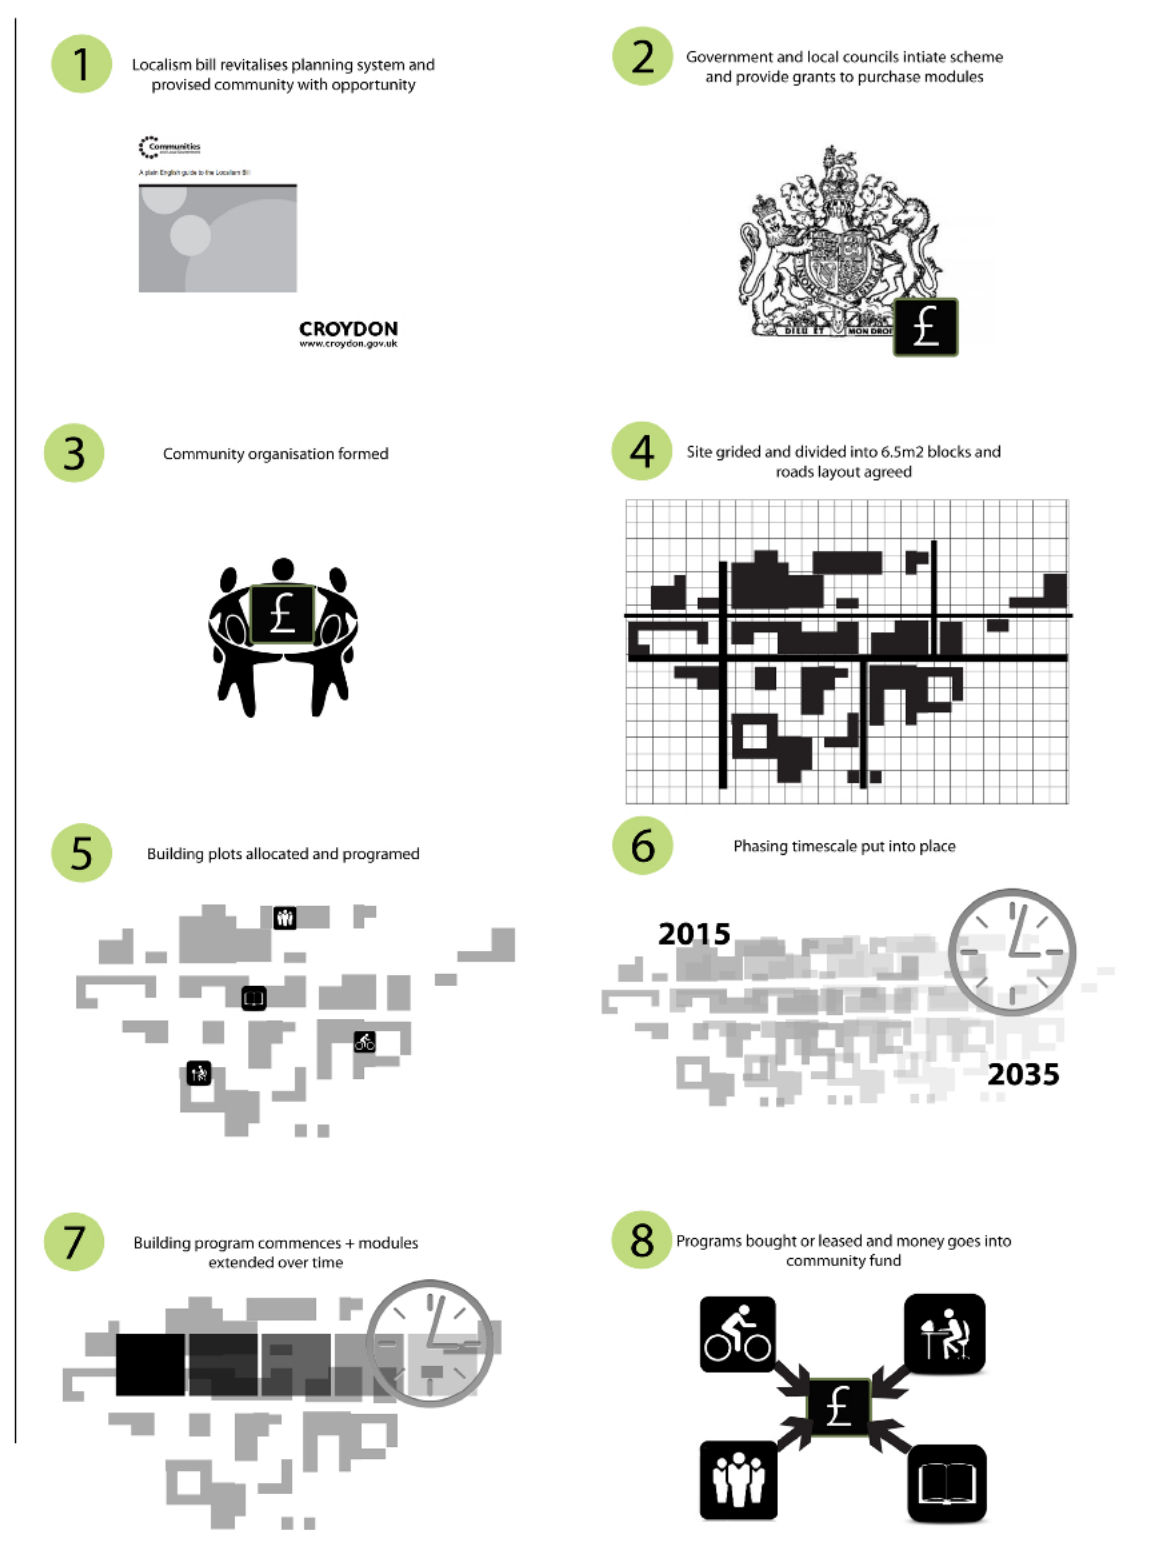 1
Localism bill revitalises planning system and
provised community with opportunity
Communities
A plain English guide to the Localism Bill
CROYDON
www.croydon.gov.uk
2
Government and local councils intiate scheme
and provide grants to purchase modules
DIEU ET MON DROI
£
3
Community organisation formed
£
4
Site grided and divided into 6.5m2 blocks and
roads layout agreed
5
Building plots allocated and programed
6
Phasing timescale put into place
2015
2035
7
Building program commences + modules
extended over time
8
Programs bought or leased and money goes into
community fund
£